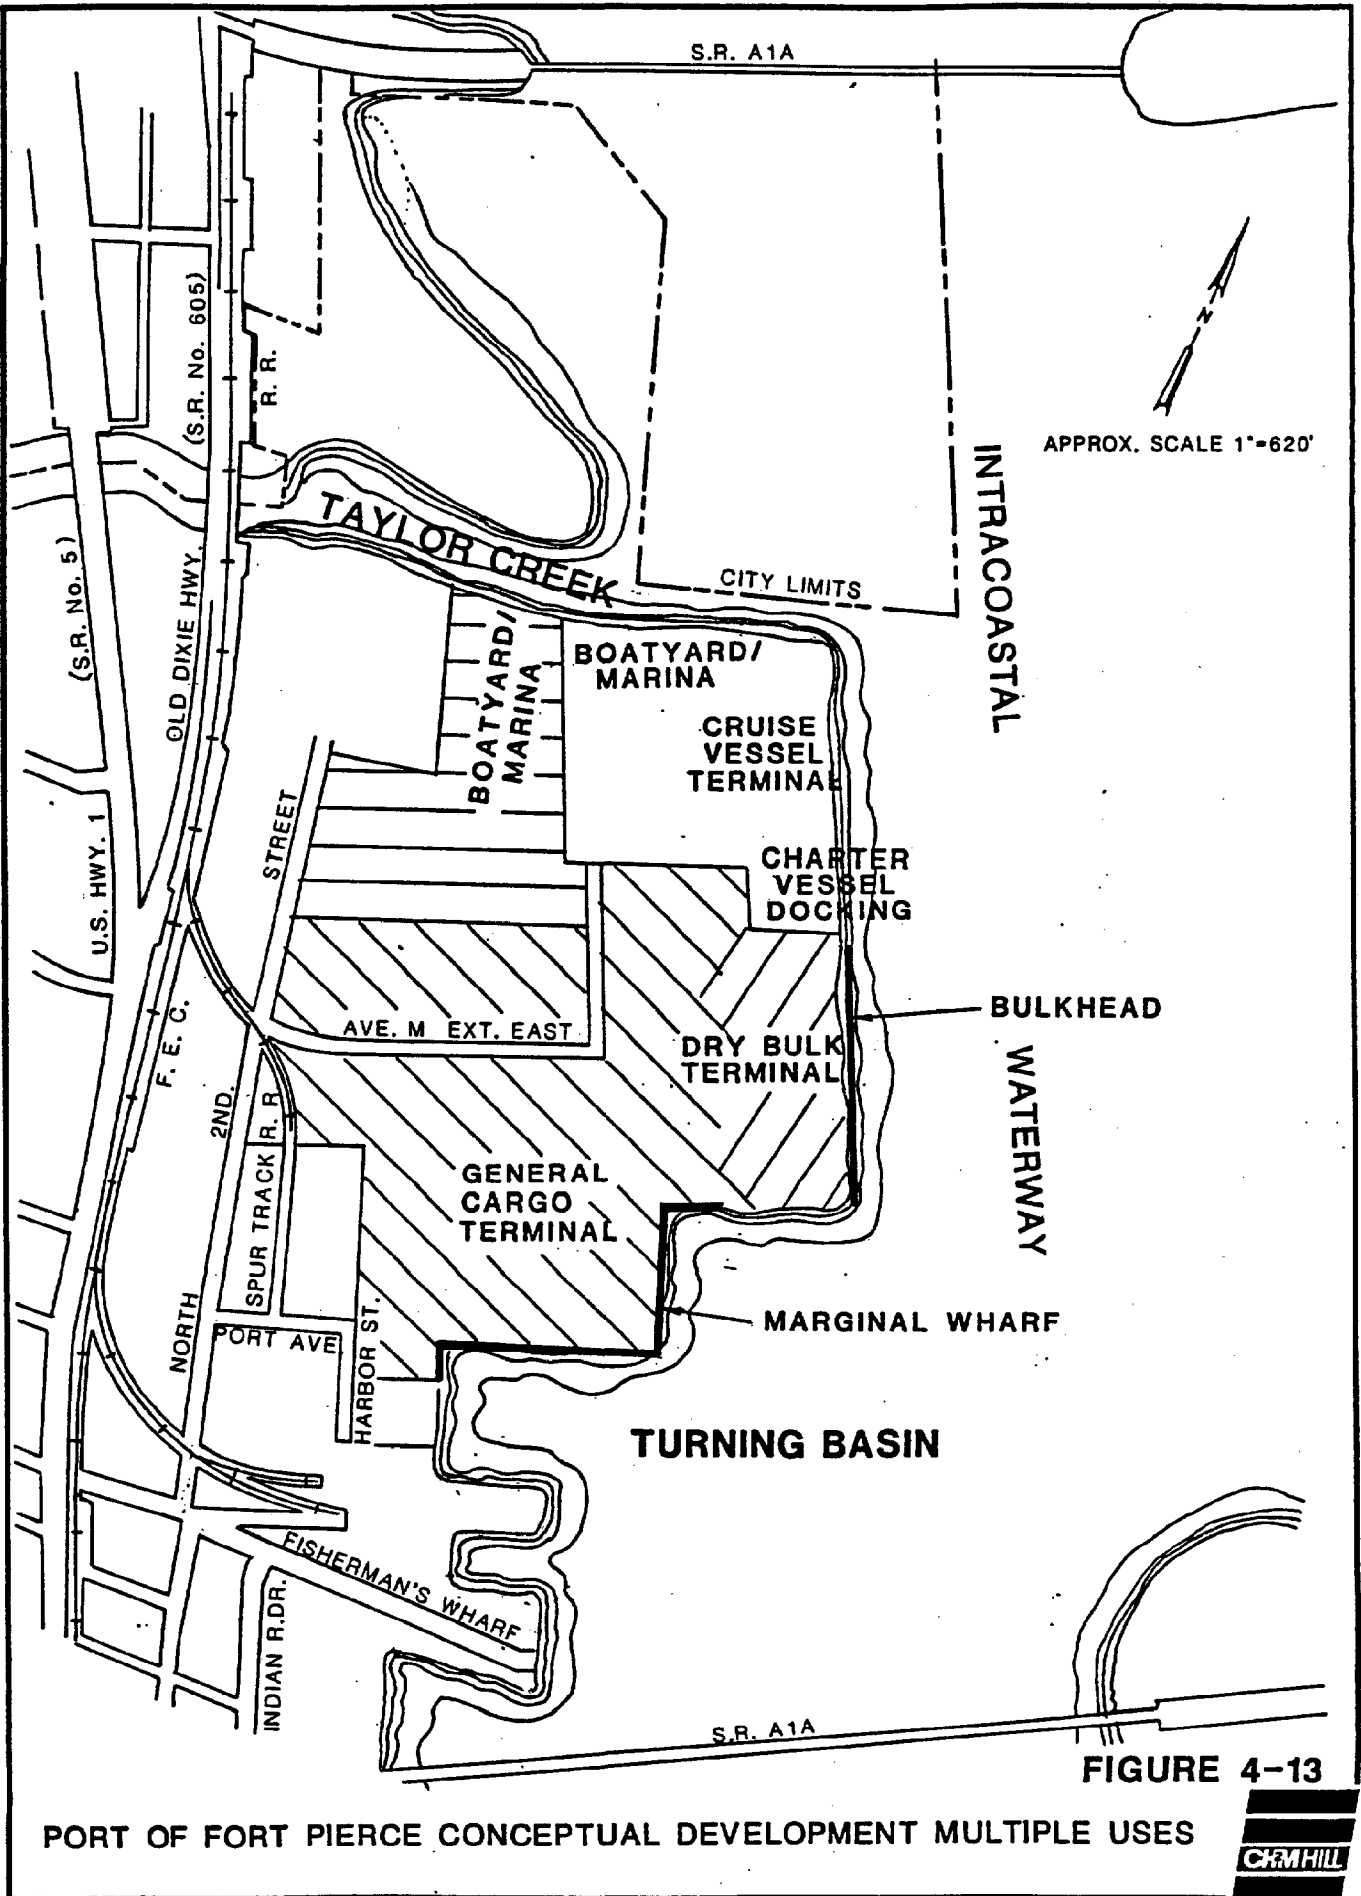 S.R. A1A
(S.R. No. 605)
R. R.
N
APPROX. SCALE 1"=620'
INTRACOASTAL
TAYLOR CREEK
CITY LIMITS
(S.R. No. 5)
OLD DIXIE HWY.
BOATYARD/
MARINA
BOATYARD/
MARINA
CRUISE
VESSEL
TERMINAL
STREET
U.S. HWY. 1
CHARTER
VESSEL
DOCKING
BULKHEAD
AVE. M EXT. EAST
F. E. C.
DRY BULK
TERMINAL
WATERWAY
2ND.
R. R.
SPUR TRACK
GENERAL
CARGO
TERMINAL
NORTH
PORT AVE.
HARBOR ST.
MARGINAL WHARF
TURNING BASIN
FISHERMAN'S WHARF
INDIAN R.DR.
S.R. A1A
FIGURE 4-13
PORT OF FORT PIERCE CONCEPTUAL DEVELOPMENT MULTIPLE USES
CH2M HILL